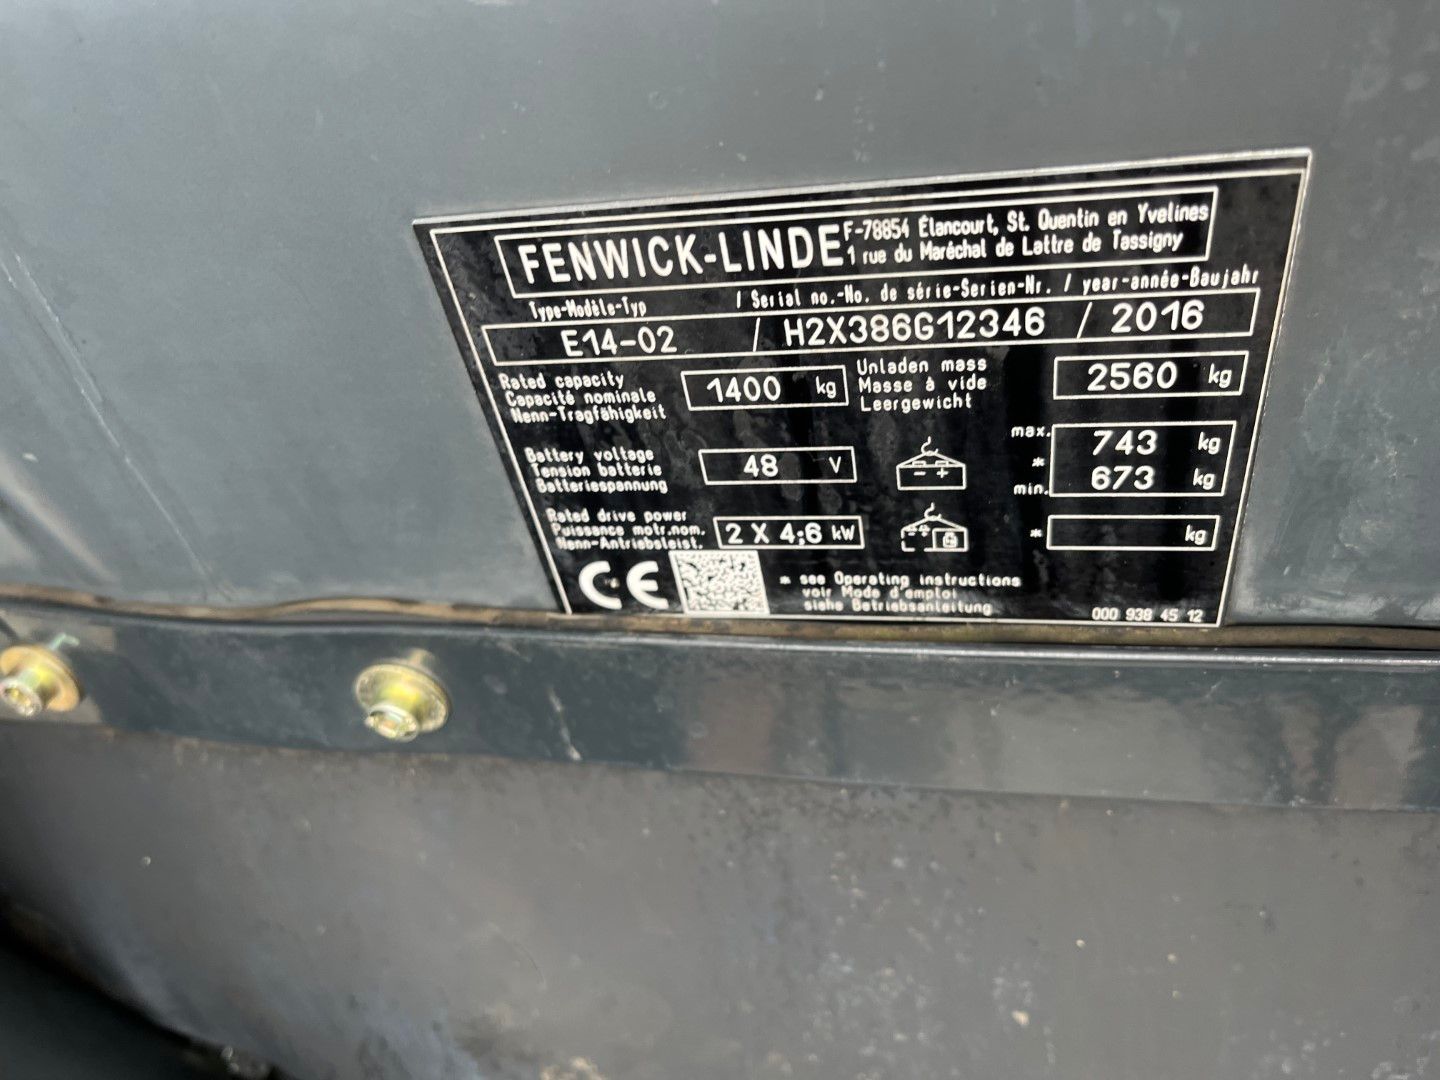 FENWICK-LINDE
F-78854 Élancourt, St. Quentin en Yvelines
1 rue du Maréchal de Lattre de Tassigny
Type-Modèle-Typ / Serial no.-No. de série-Serien-Nr. / year-année-Baujahr
E14-02 / H2X386G12346 / 2016
Rated capacity
Capacité nominale
Nenn-Tragfähigkeit
1400 kg
Unladen mass
Masse à vide
Leergewicht
2560 kg
Battery voltage
Tension batterie
Batteriespannung
48 V
max. 743 kg
*
min. 673 kg
Rated drive power
Puissance motr.nom.
Nenn-Antriebsleist.
2 X 4;6 kW
* kg
CE
* see Operating instructions
voir Mode d'emploi
siehe Betriebsanleitung
000 938 45 12